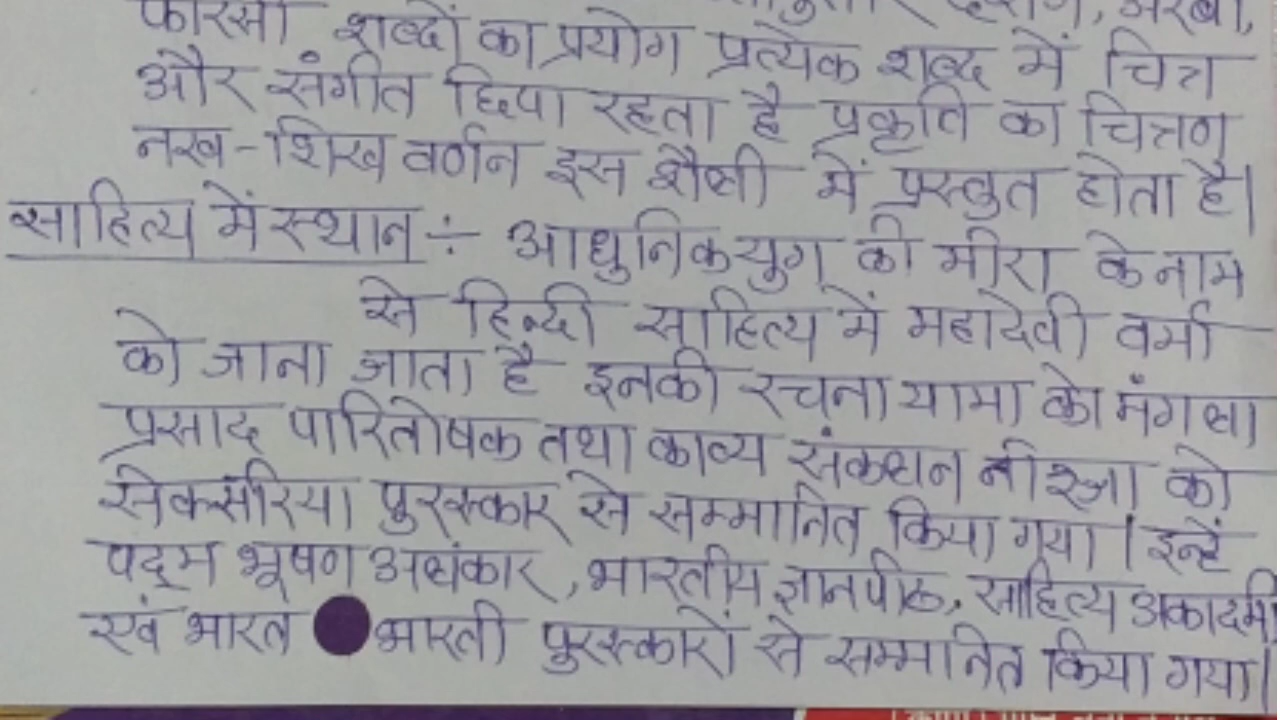 अरबी,
फारसी शब्दों का प्रयोग प्रत्येक शब्द में चित्र
और संगीत छिपा रहता है प्रकृति का चित्रण
नख-शिख वर्णन इस शैली में प्रस्तुत होता है।
साहित्य में स्थान ÷ आधुनिक युग की मीरा के नाम
से हिन्दी साहित्य में महादेवी वर्मा
को जाना जाता है इनकी रचना यामा को मंगला
प्रसाद पारितोषक तथा काव्य संकलन नीरजा को
सेकसरिया पुरस्कार से सम्मानित किया गया। इन्हें
पद्म भूषण अलंकार, भारतीय ज्ञानपीठ, साहित्य अकादमी
एवं भारत भारती पुरस्कारों से सम्मानित किया गया।